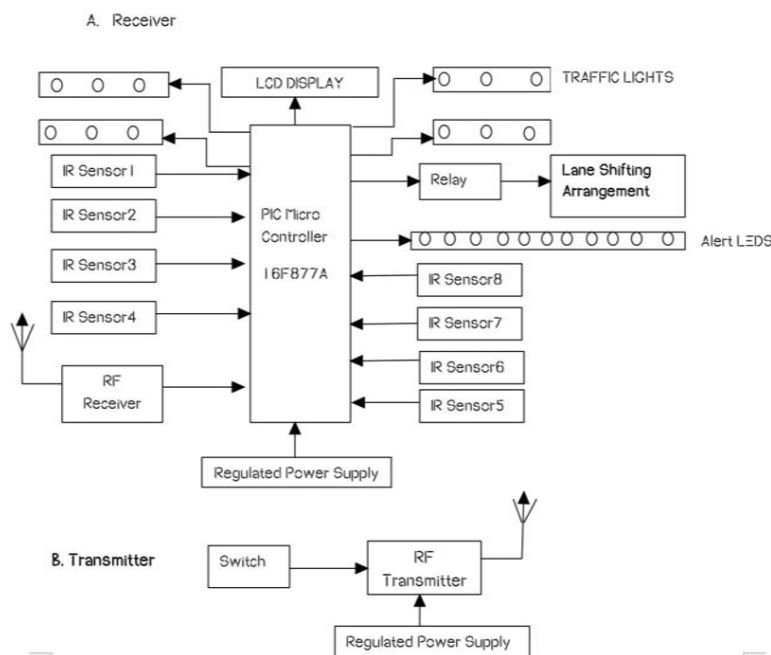 A. Receiver
LCD DISPLAY
TRAFFIC LIGHTS
IR Sensor1
IR Sensor2
IR Sensor3
IR Sensor4
RF
Receiver
PIC Micro
Controller
16F877A
Relay
Lane Shifting
Arrangement
Alert LEDS
IR Sensor8
IR Sensor7
IR Sensor6
IR Sensor5
Regulated Power Supply
B. Transmitter
Switch
RF
Transmitter
Regulated Power Supply